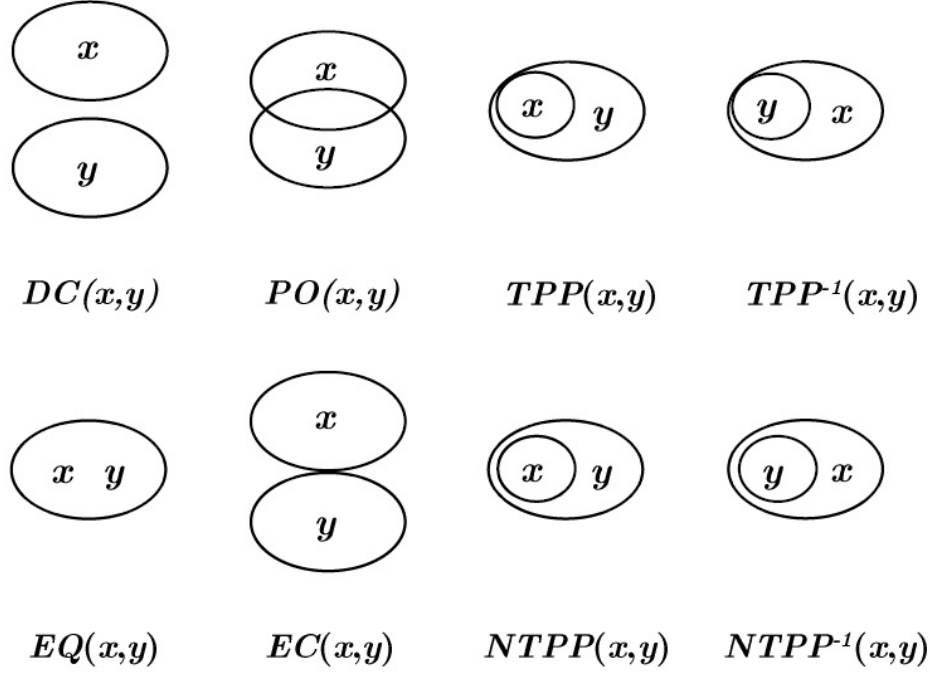 x
y
x
y
x y
y x
DC(x,y) PO(x,y) TPP(x,y) TPP⁻¹(x,y)
x y
x
y
x y
y x
EQ(x,y) EC(x,y) NTPP(x,y) NTPP⁻¹(x,y)